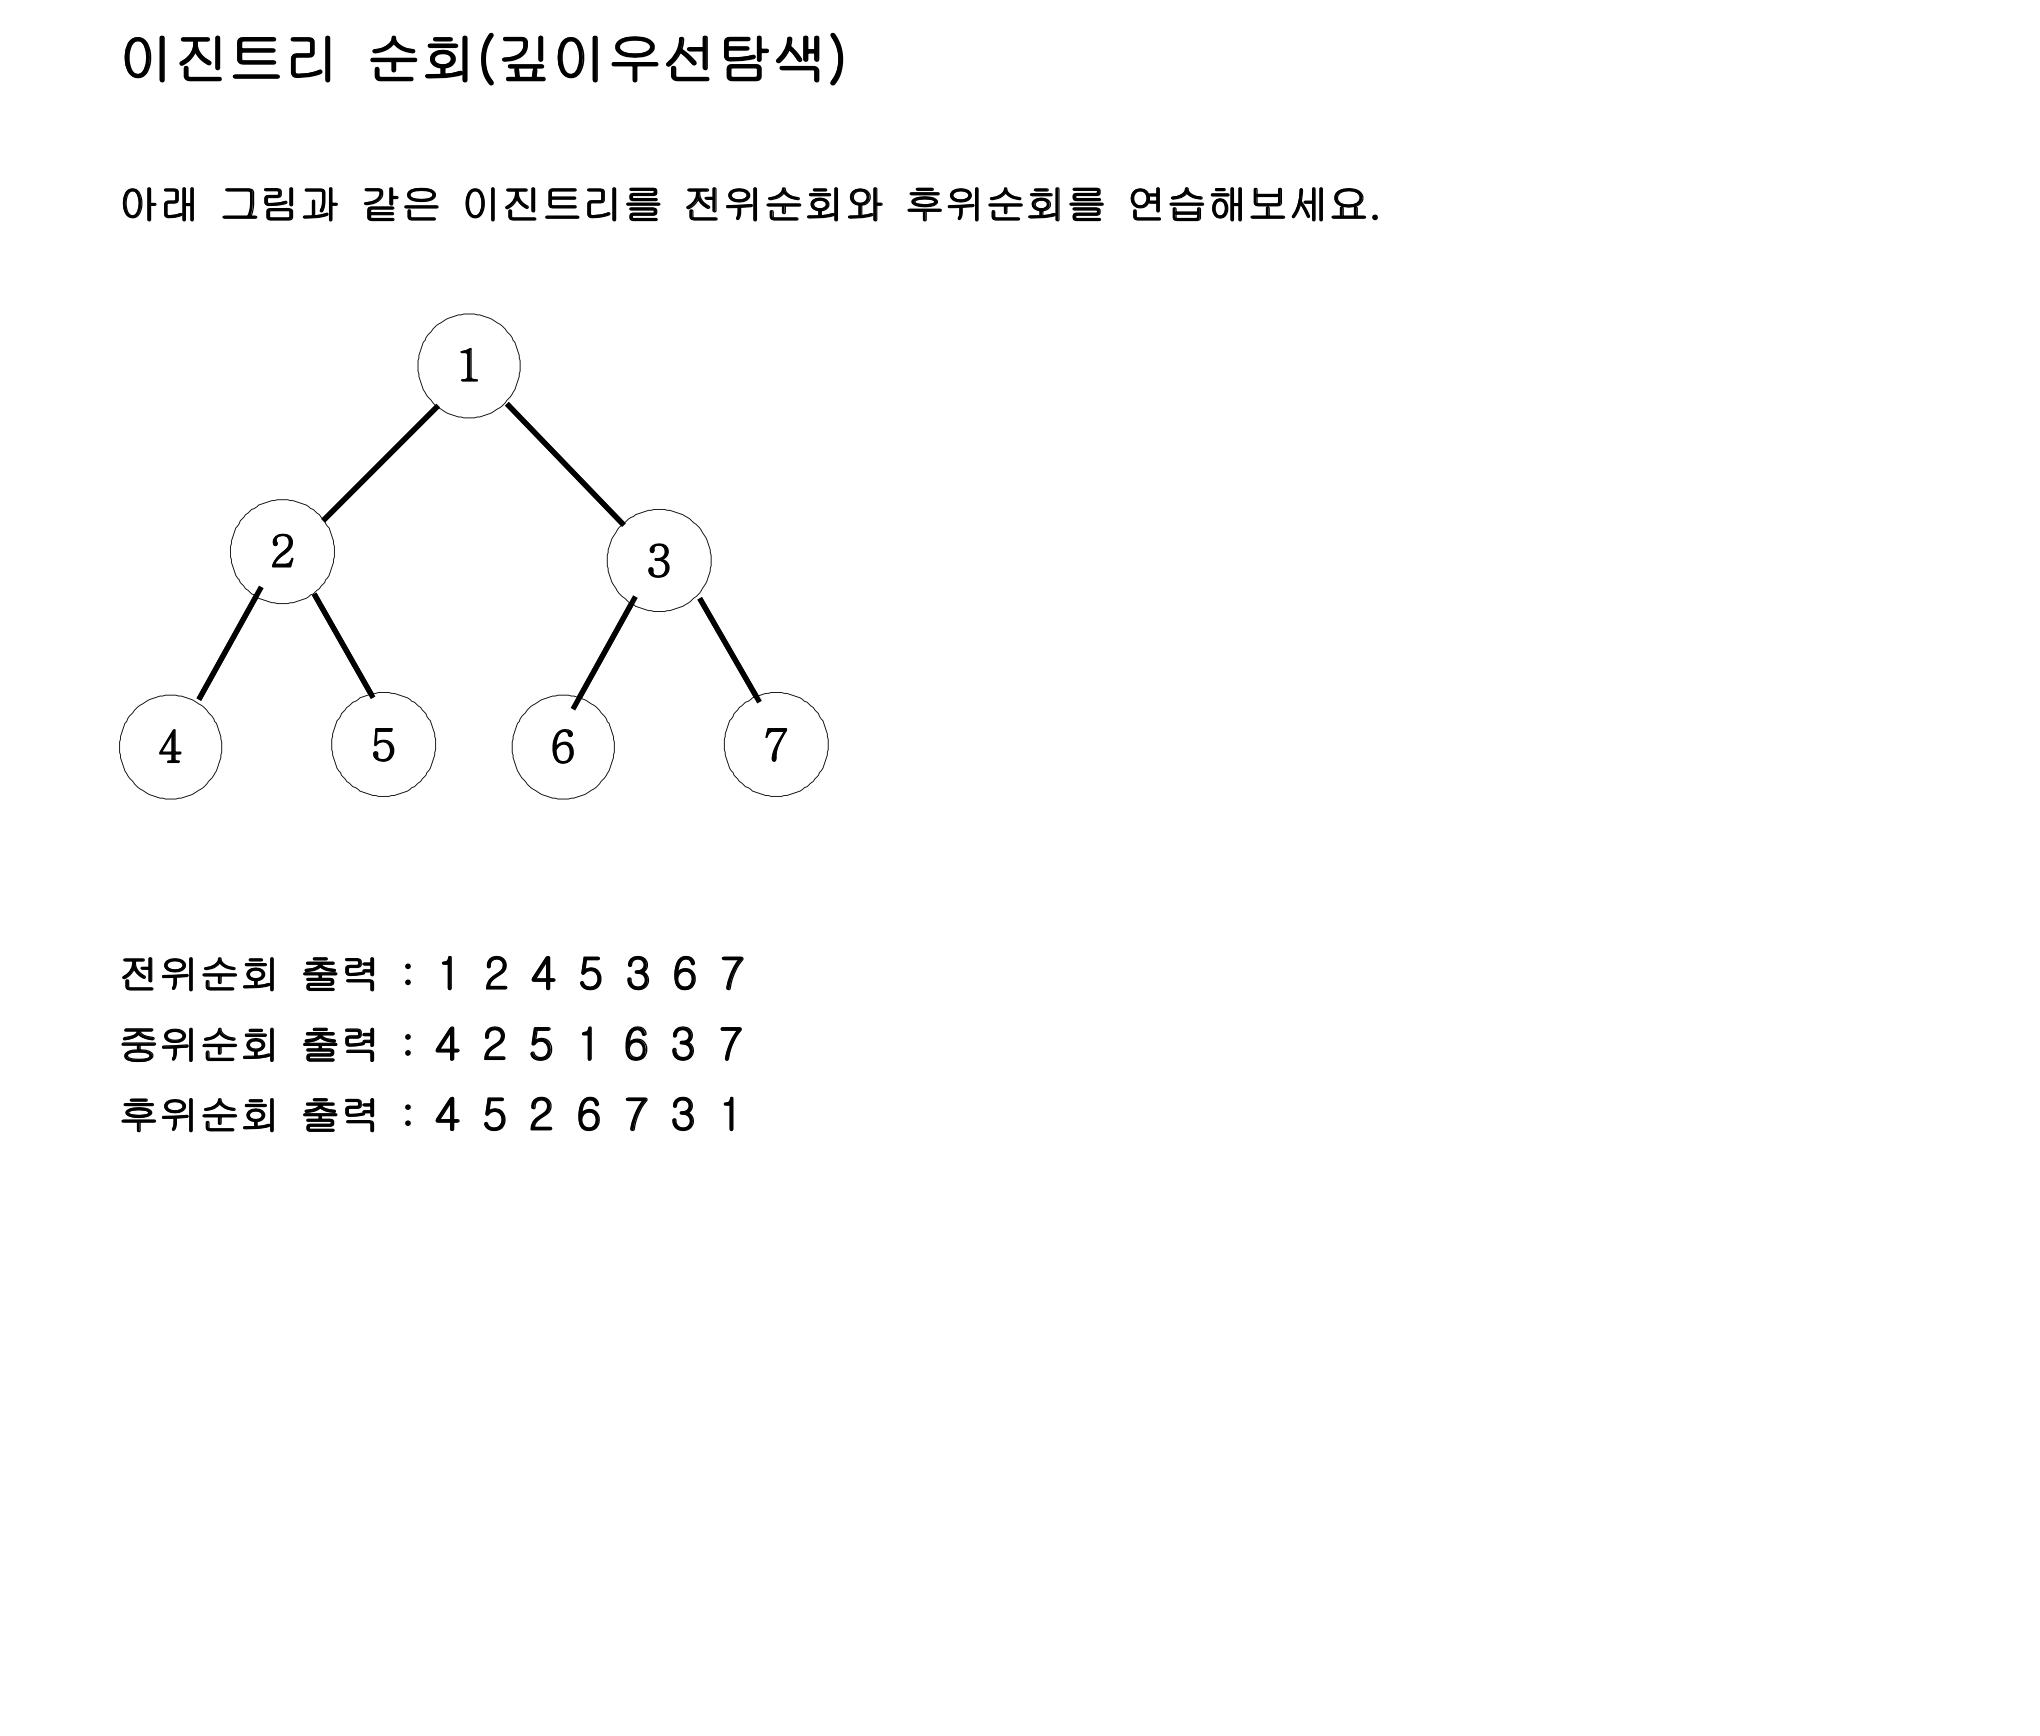 이진트리 순회(깊이우선탐색)
아래 그림과 같은 이진트리를 전위순회와 후위순회를 연습해보세요.
1
2
3
4
5
6
7
전위순회 출력 : 1 2 4 5 3 6 7
중위순회 출력 : 4 2 5 1 6 3 7
후위순회 출력 : 4 5 2 6 7 3 1